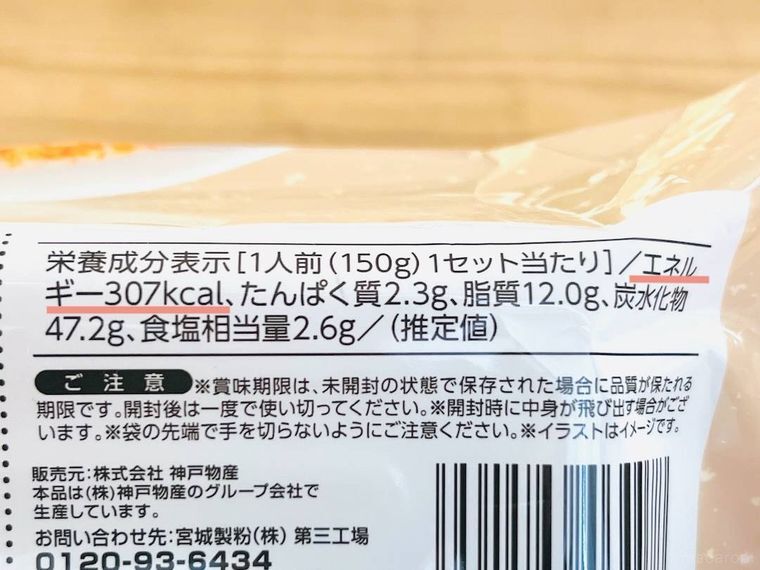 栄養成分表示[1人前(150g)1セット当たり]/エネル
ギー307kcal、たんぱく質2.3g、脂質12.0g、炭水化物
47.2g、食塩相当量2.6g/(推定値)
ご注意 ※賞味期限は、未開封の状態で保存された場合に品質が保たれる
期限です。開封後は一度で使い切ってください。※開封時に中身が飛び出す場合がござ
います。※袋の先端で手を切らないようにご注意ください。※イラストはイメージです。
販売元:株式会社 神戸物産
本品は(株)神戸物産のグループ会社で
生産しています。
お問い合わせ先:宮城製粉(株) 第三工場
0120-93-6434